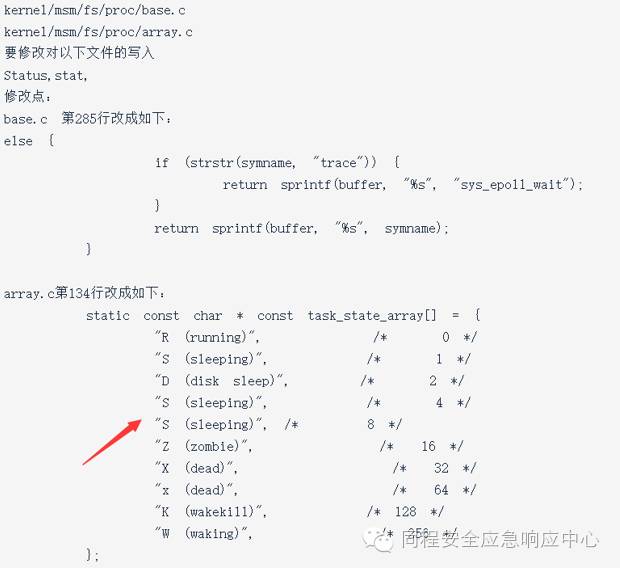 kernel/msm/fs/proc/base.c
kernel/msm/fs/proc/array.c
要修改对以下文件的写入
Status,stat,
修改点:
base.c 第285行改成如下:
else {
if (strstr(symname, "trace")) {
return sprintf(buffer, "%s", "sys_epoll_wait");
}
return sprintf(buffer, "%s", symname);
}
array.c第134行改成如下:
static const char * const task_state_array[] = {
"R (running)", /* 0 */
"S (sleeping)", /* 1 */
"D (disk sleep)", /* 2 */
"S (sleeping)", /* 4 */
"S (sleeping)", /* 8 */
"Z (zombie)", /* 16 */
"X (dead)", /* 32 */
"x (dead)", /* 64 */
"K (wakekill)", /* 128 */
"W (waking)", /* 256 */
};
同程安全应急响应中心